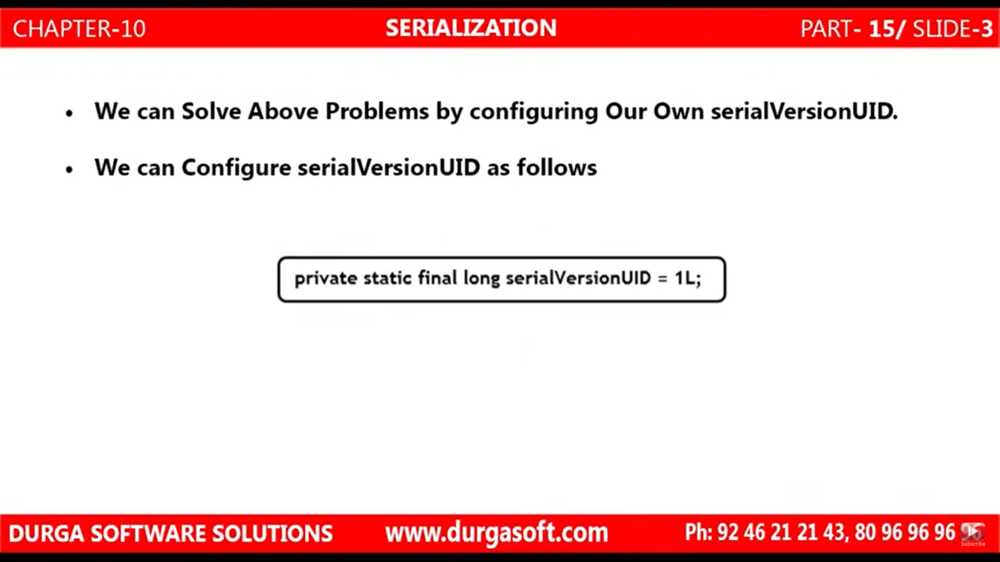 CHAPTER-10 SERIALIZATION PART- 15/ SLIDE-3
• We can Solve Above Problems by configuring Our Own serialVersionUID.
• We can Configure serialVersionUID as follows
private static final long serialVersionUID = 1L;
DURGA SOFTWARE SOLUTIONS www.durgasoft.com Ph: 92 46 21 21 43, 80 96 96 96 96
Subscribe